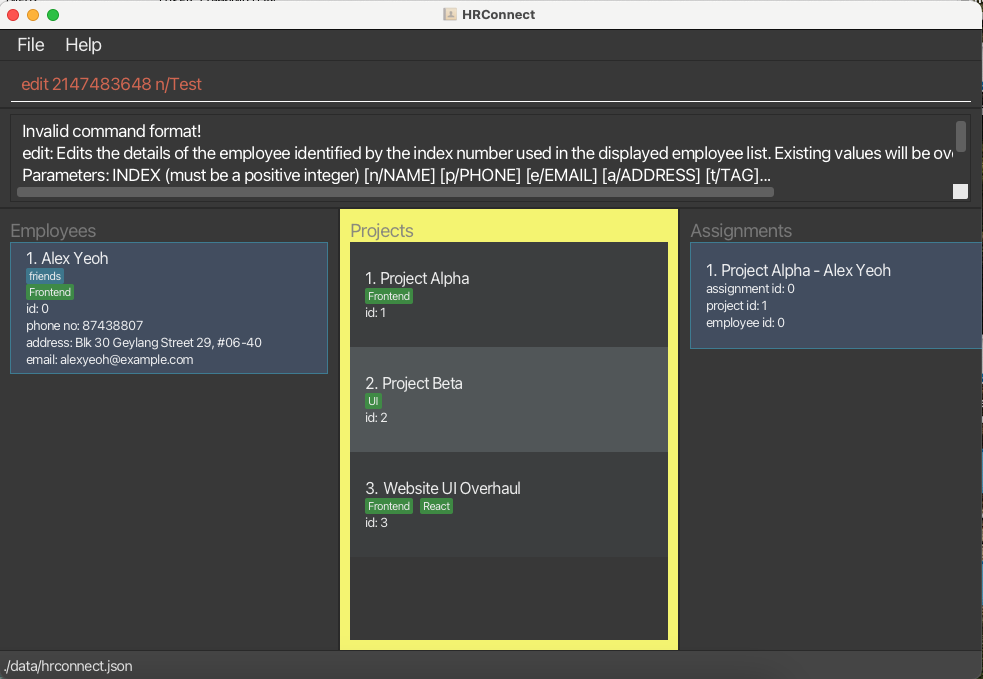 HRConnect
File Help
edit 2147483648 n/Test
Invalid command format!
edit: Edits the details of the employee identified by the index number used in the displayed employee list. Existing values will be
Parameters: INDEX (must be a positive integer) [n/NAME] [p/PHONE] [e/EMAIL] [a/ADDRESS] [t/TAG]...
Employees
1. Alex Yeoh
friends
Frontend
id: 0
phone no: 87438807
address: Blk 30 Geylang Street 29, #06-40
email: alexyeoh@example.com
Projects
1. Project Alpha
Frontend
id: 1
2. Project Beta
UI
id: 2
3. Website UI Overhaul
Frontend React
id: 3
Assignments
1. Project Alpha - Alex Yeoh
assignment id: 0
project id: 1
employee id: 0
./data/hrconnect.json